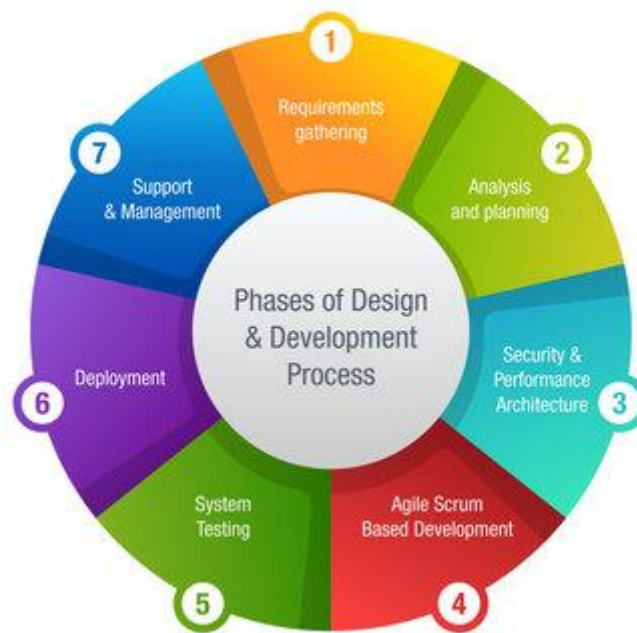 Phases of Design
& Development
Process
1
Requirements
gathering
2
Analysis
and planning
3
Security &
Performance
Architecture
4
Agile Scrum
Based Development
5
System
Testing
6
Deployment
7
Support
& Management